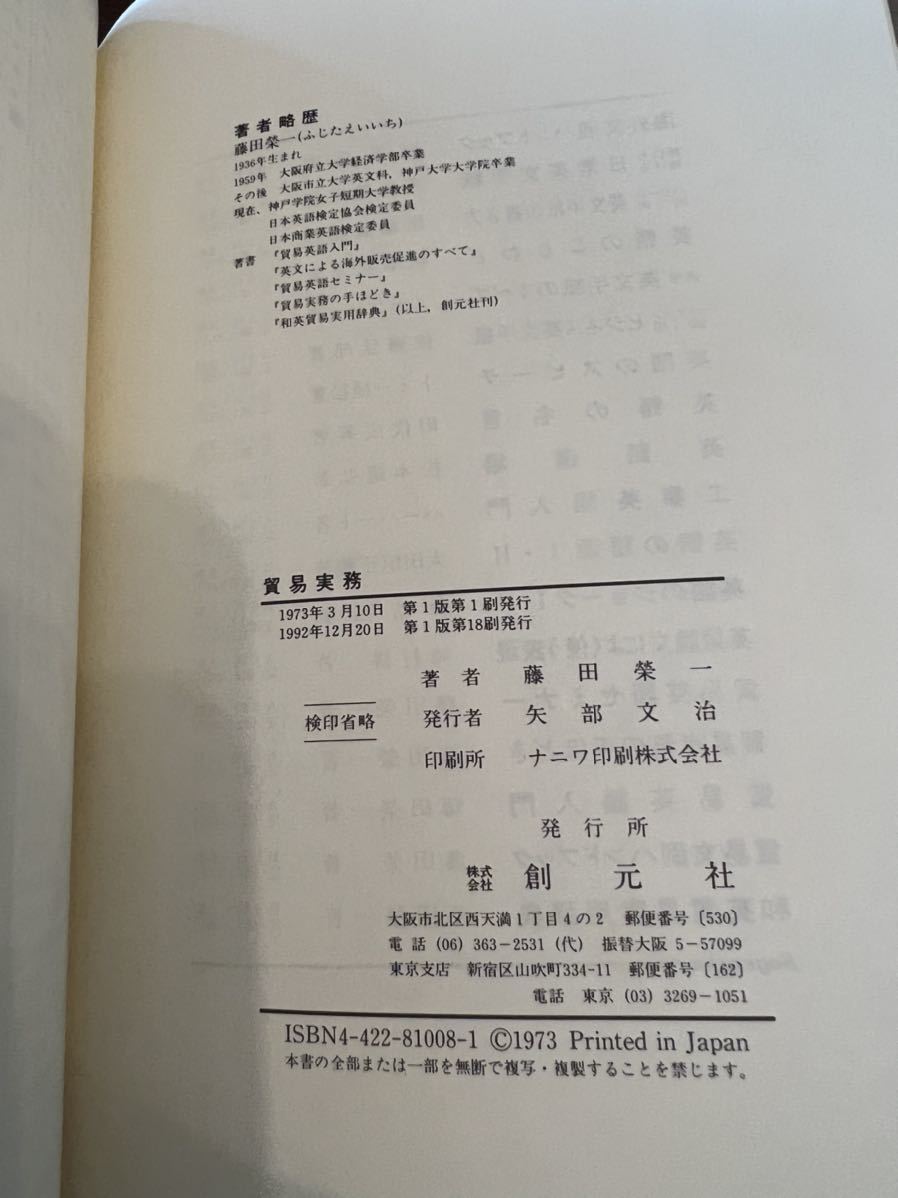 著者略歴
藤田榮一(ふじたえいいち)
1936年生まれ
1959年 大阪府立大学経済学部卒業
その後 大阪市立大学英文科，神戸大学大学院卒業
現在、神戸学院女子短期大学教授
日本英語検定協会検定委員
日本商業英語検定委員
著書 『貿易英語入門』
『英文による海外販売促進のすべて』
『貿易英語セミナー』
『貿易実務の手ほどき』
『和英貿易実用辞典』(以上，創元社刊)
貿易実務
1973年3月10日 第1版第1刷発行
1992年12月20日 第1版第18刷発行
著者 藤田榮一
検印省略 発行者 矢部文治
印刷所 ナニワ印刷株式会社
発行所
株式会社 創元社
大阪市北区西天満1丁目4の2 郵便番号〔530〕
電話 (06) 363-2531 (代) 振替大阪 5-57099
東京支店 新宿区山吹町334-11 郵便番号〔162〕
電話 東京 (03) 3269-1051
ISBN4-422-81008-1 ©1973 Printed in Japan
本書の全部または一部を無断で複写・複製することを禁じます。